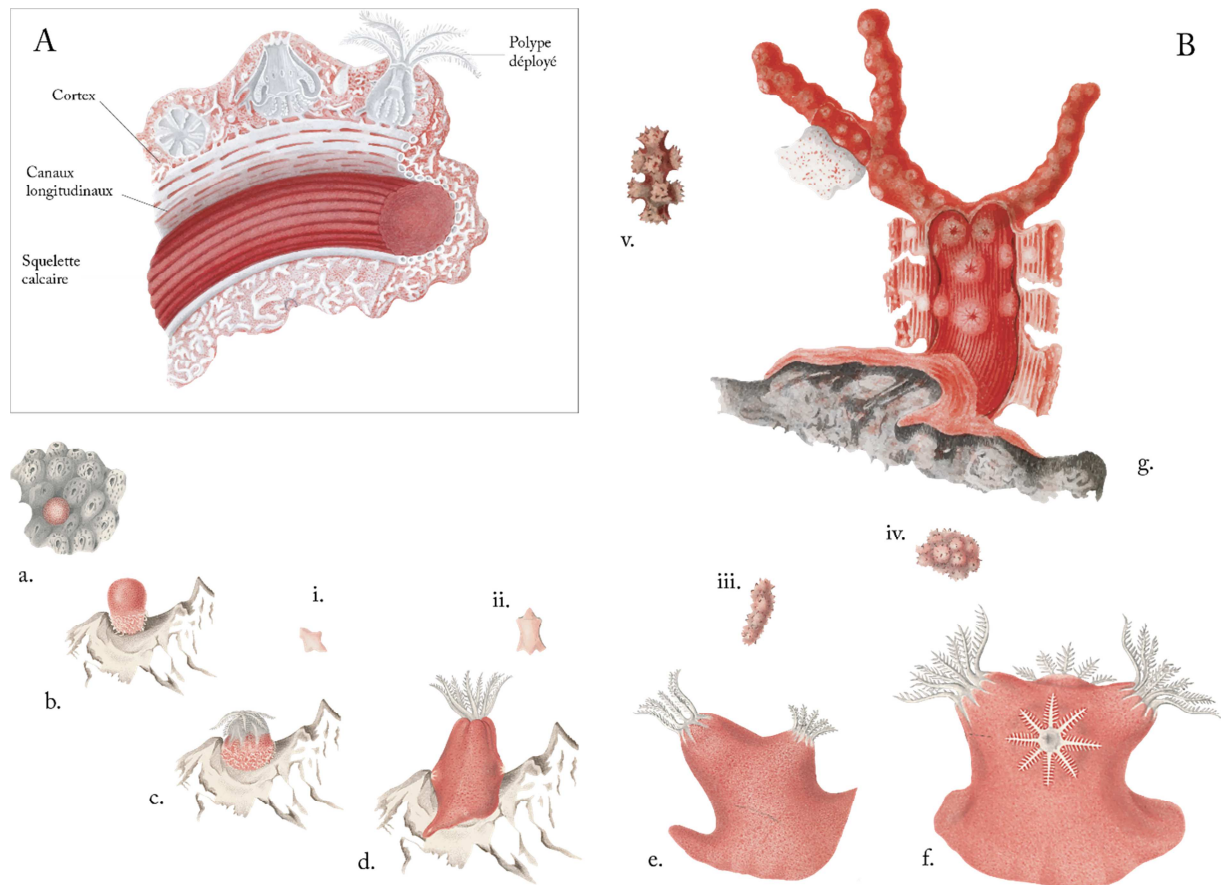 A
B
Polype
déployé
Cortex
Canaux
longitudinaux
Squelette
calcaire
v.
g.
a.
i.
ii.
iii.
iv.
b.
c.
d.
e.
f.